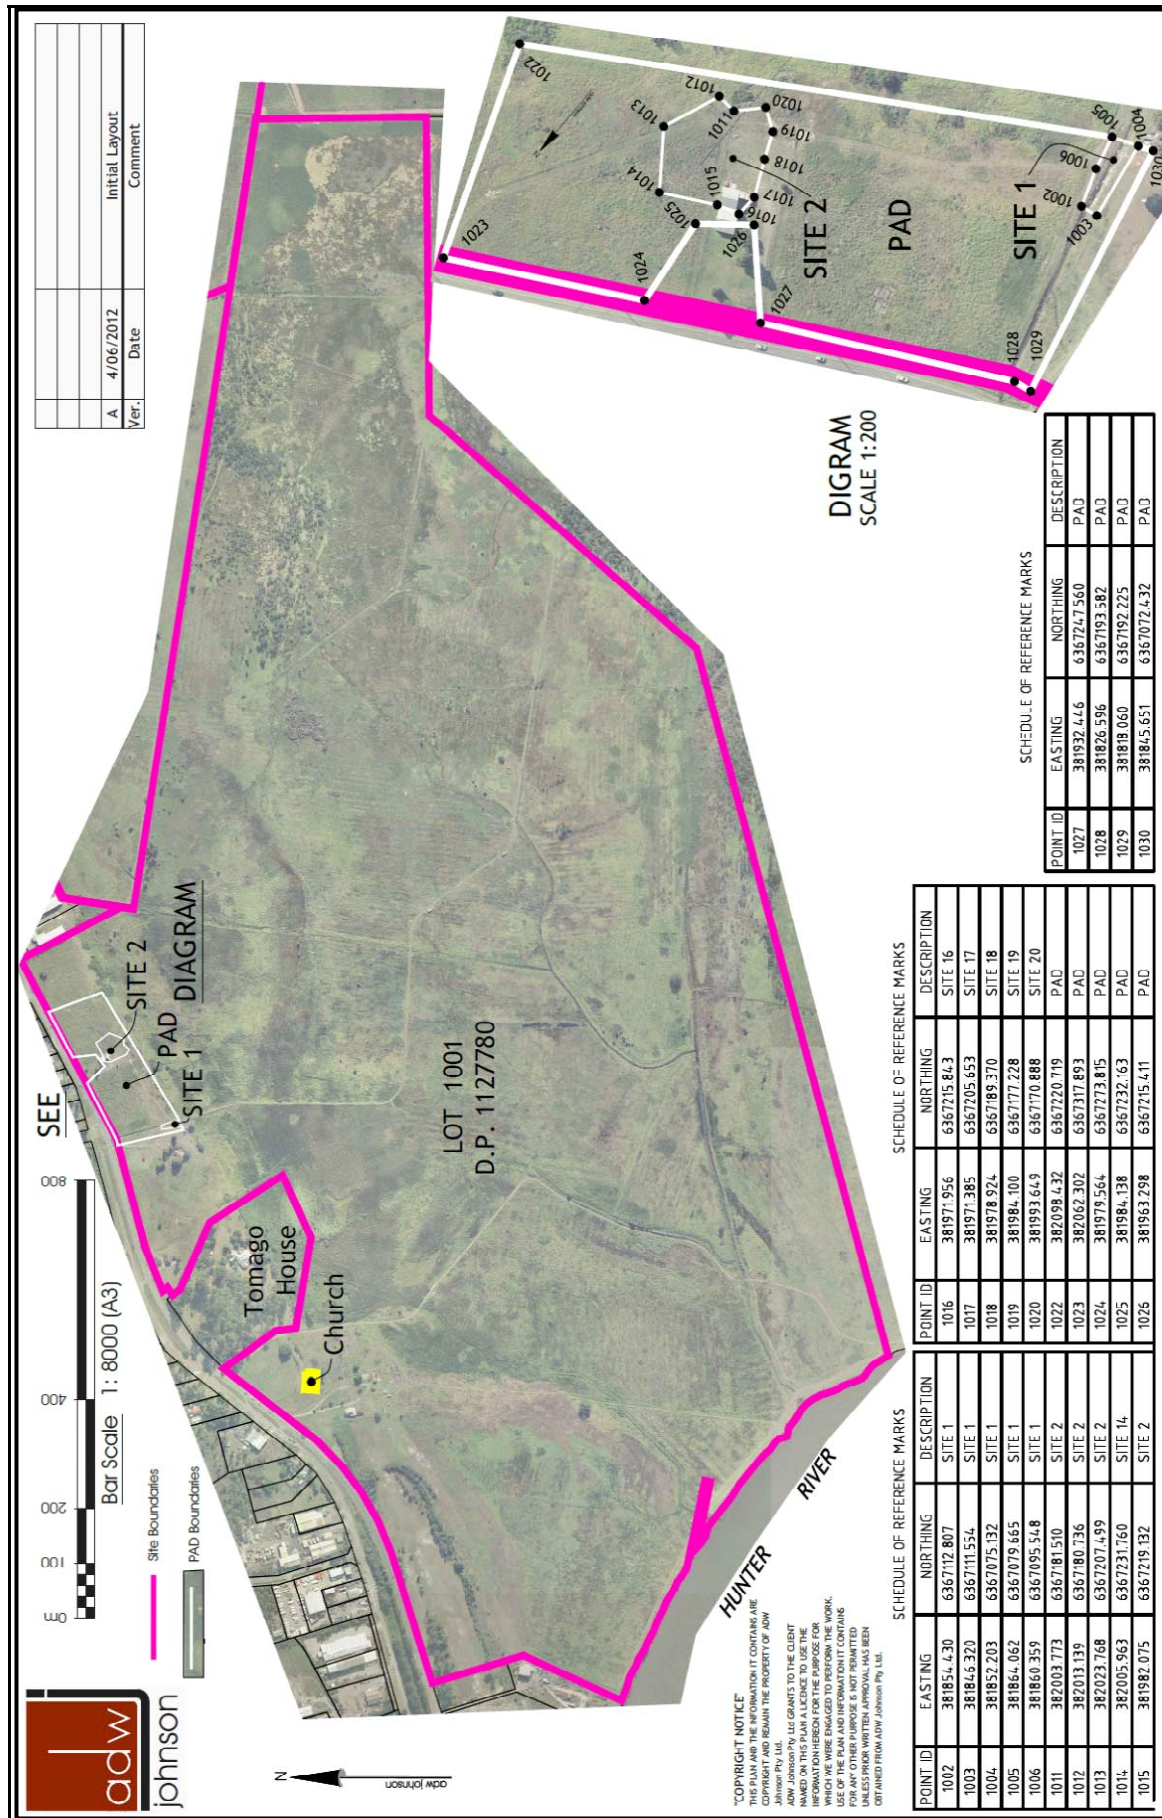 adw
johnson
0m
100
200
400
800
Bar Scale 1: 8000 (A3)
Site Boundaries
PAD Boundaries
N
adw johnson
A 4/06/2012 Initial Layout
Ver. Date Comment
SEE
DIAGRAM
SITE 2
PAD
SITE 1
Tomago
House
Church
LOT 1001
D.P. 1127780
HUNTER
RIVER
1022
1023
1012
1013
1011
1020
1019
1014
1015
1018
1025
1017
1016
1026
1024
1027
SITE 2
PAD
SITE 1
1005
1004
1006
1002
1003
1030
1028
1029
DIGRAM
SCALE 1:200
"COPYRIGHT NOTICE"
THIS PLAN AND THE INFORMATION IT CONTAINS ARE
COPYRIGHT AND REMAIN THE PROPERTY OF ADW
Johnson Pty Ltd.
ADW Johnson Pty Ltd GRANTS TO THE CLIENT
NAMED ON THIS PLAN A LICENCE TO USE THE
INFORMATION HEREON FOR THE PURPOSE FOR
WHICH WE WERE ENGAGED TO PERFORM THE WORK.
USE OF THE PLAN AND INFORMATION IT CONTAINS
FOR ANY OTHER PURPOSE IS NOT PERMITTED
UNLESS PRIOR WRITTEN APPROVAL HAS BEEN
OBTAINED FROM ADW Johnson Pty Ltd.
SCHEDULE OF REFERENCE MARKS
POINT ID EASTING NORTHING DESCRIPTION
1002 381854.430 6367112.807 SITE 1
1003 381846.320 6367111.554 SITE 1
1004 381852.203 6367075.132 SITE 1
1005 381864.062 6367079.665 SITE 1
1006 381860.359 6367095.548 SITE 1
1011 382003.773 6367181.510 SITE 2
1012 382013.139 6367180.736 SITE 2
1013 382023.768 6367207.499 SITE 2
1014 382005.963 6367231.760 SITE 14
1015 381982.075 6367219.132 SITE 2
SCHEDULE OF REFERENCE MARKS
POINT ID EASTING NORTHING DESCRIPTION
1016 381971.956 6367215.843 SITE 16
1017 381971.385 6367205.653 SITE 17
1018 381978.924 6367189.370 SITE 18
1019 381984.100 6367177.228 SITE 19
1020 381993.649 6367170.888 SITE 20
1022 382098.432 6367220.719 PAD
1023 382062.302 6367317.893 PAD
1024 381979.564 6367273.815 PAD
1025 381984.138 6367232.163 PAD
1026 381963.298 6367215.411 PAD
SCHEDULE OF REFERENCE MARKS
POINT ID EASTING NORTHING DESCRIPTION
1027 381932.446 6367247.560 PAD
1028 381826.596 6367193.582 PAD
1029 381818.060 6367192.225 PAD
1030 381845.651 6367072.432 PAD